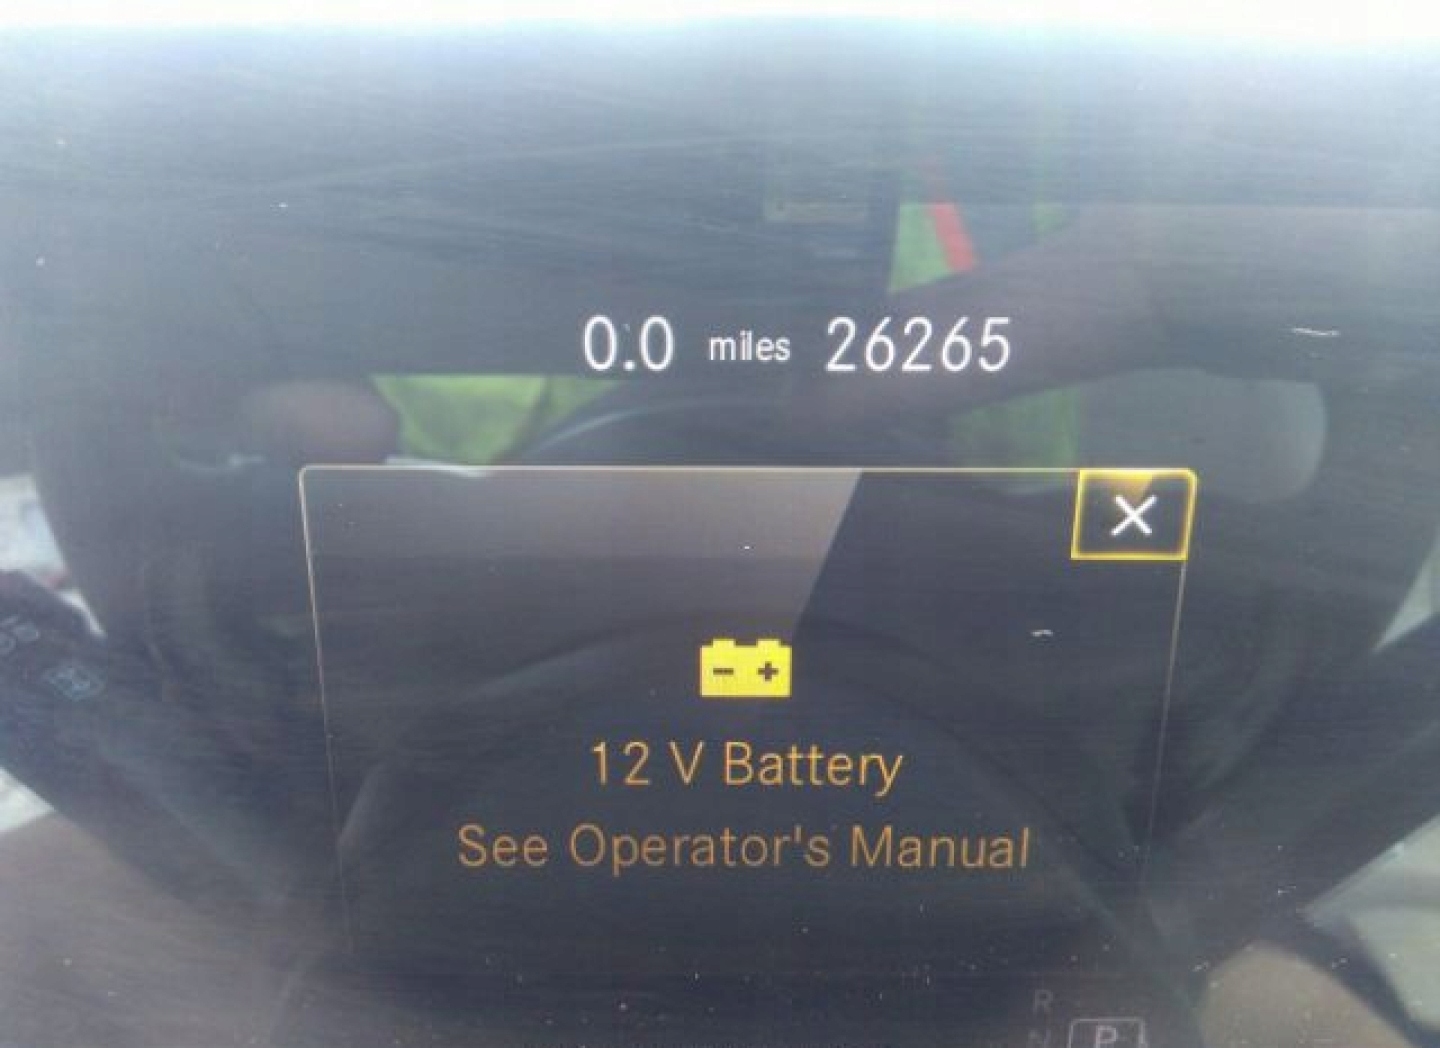 0.0 miles 26265
12 V Battery
See Operator's Manual
R
N P